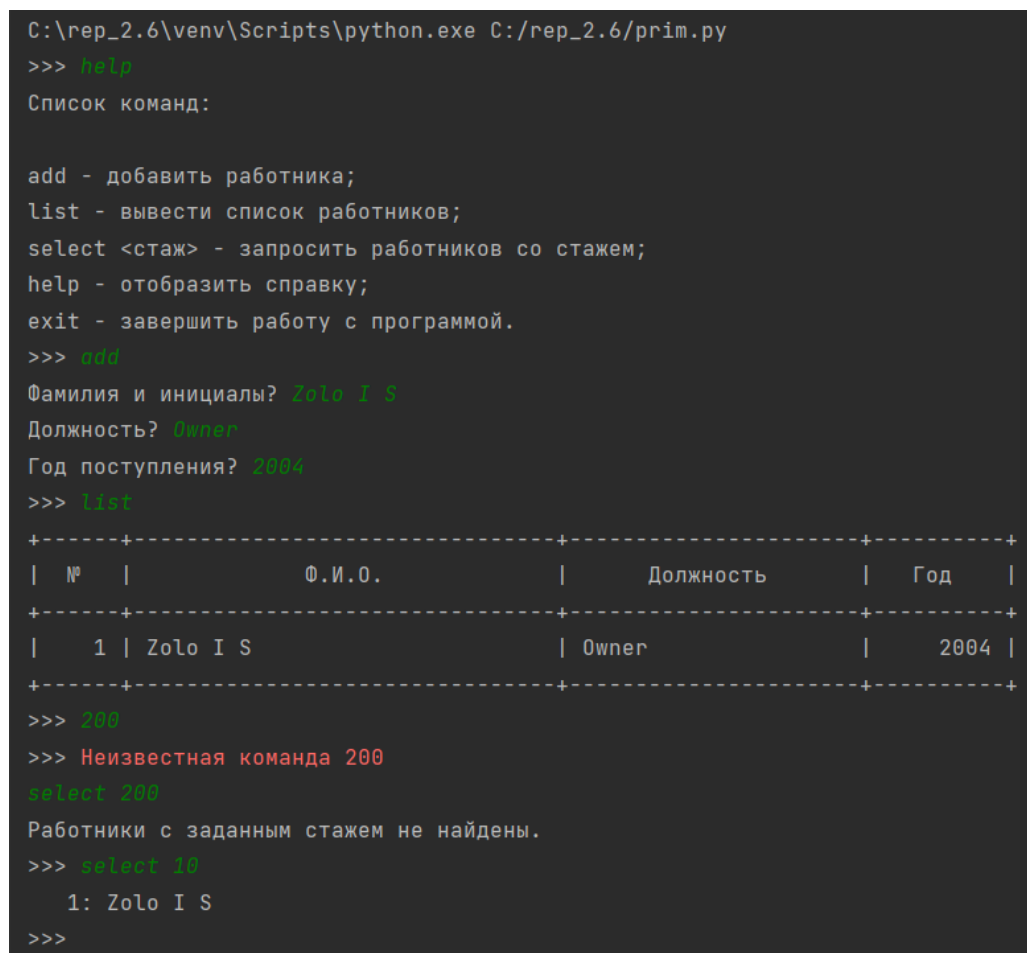 C:\rep_2.6\venv\Scripts\python.exe C:/rep_2.6/prim.py
>>> help
Список команд:

add - добавить работника;
list - вывести список работников;
select <стаж> - запросить работников со стажем;
help - отобразить справку;
exit - завершить работу с программой.
>>> add
Фамилия и инициалы? Zolo I S
Должность? Owner
Год поступления? 2004
>>> list
+------+--------------------------------+----------------------+----------+
|  №   |             Ф.И.О.             |      Должность       |   Год    |
+------+--------------------------------+----------------------+----------+
|    1 | Zolo I S                       | Owner                |     2004 |
+------+--------------------------------+----------------------+----------+
>>> 200
>>> Неизвестная команда 200
select 200
Работники с заданным стажем не найдены.
>>> select 10
   1: Zolo I S
>>>